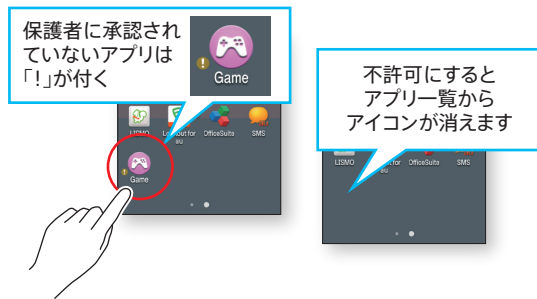 保護者に承認され
ていないアプリは
「!」が付く
Game
LISMO
OfficeSuite
SMS
au
Game
不許可にすると
アプリ一覧から
アイコンが消えます
LISMO
OfficeSuite
SMS
au